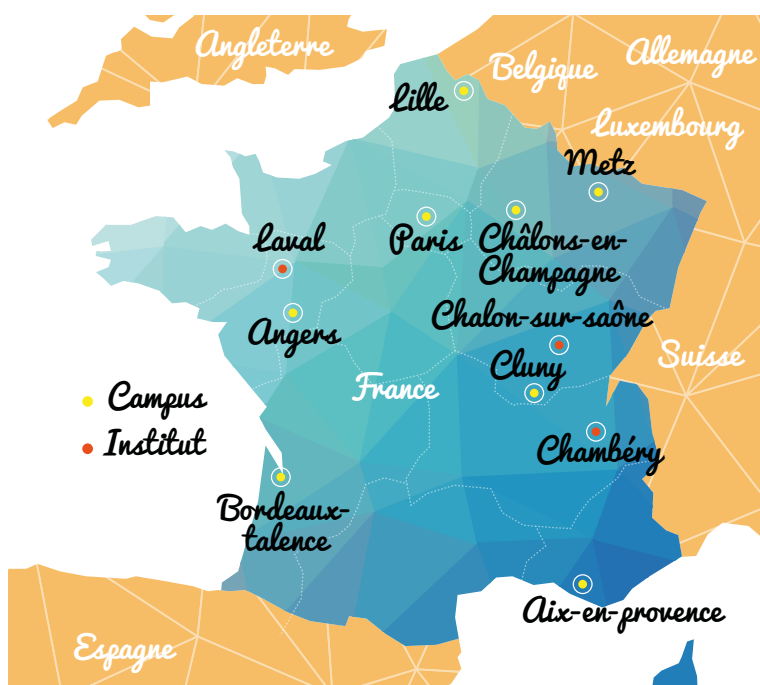 Angleterre
Belgique
Allemagne
Lille
Luxembourg
Metz
Laval
Paris
Châlons-en-
Champagne
Angers
Chalon-sur-saône
Cluny
Suisse
France
Campus
Institut
Chambéry
Bordeaux-
talence
Aix-en-provence
Espagne